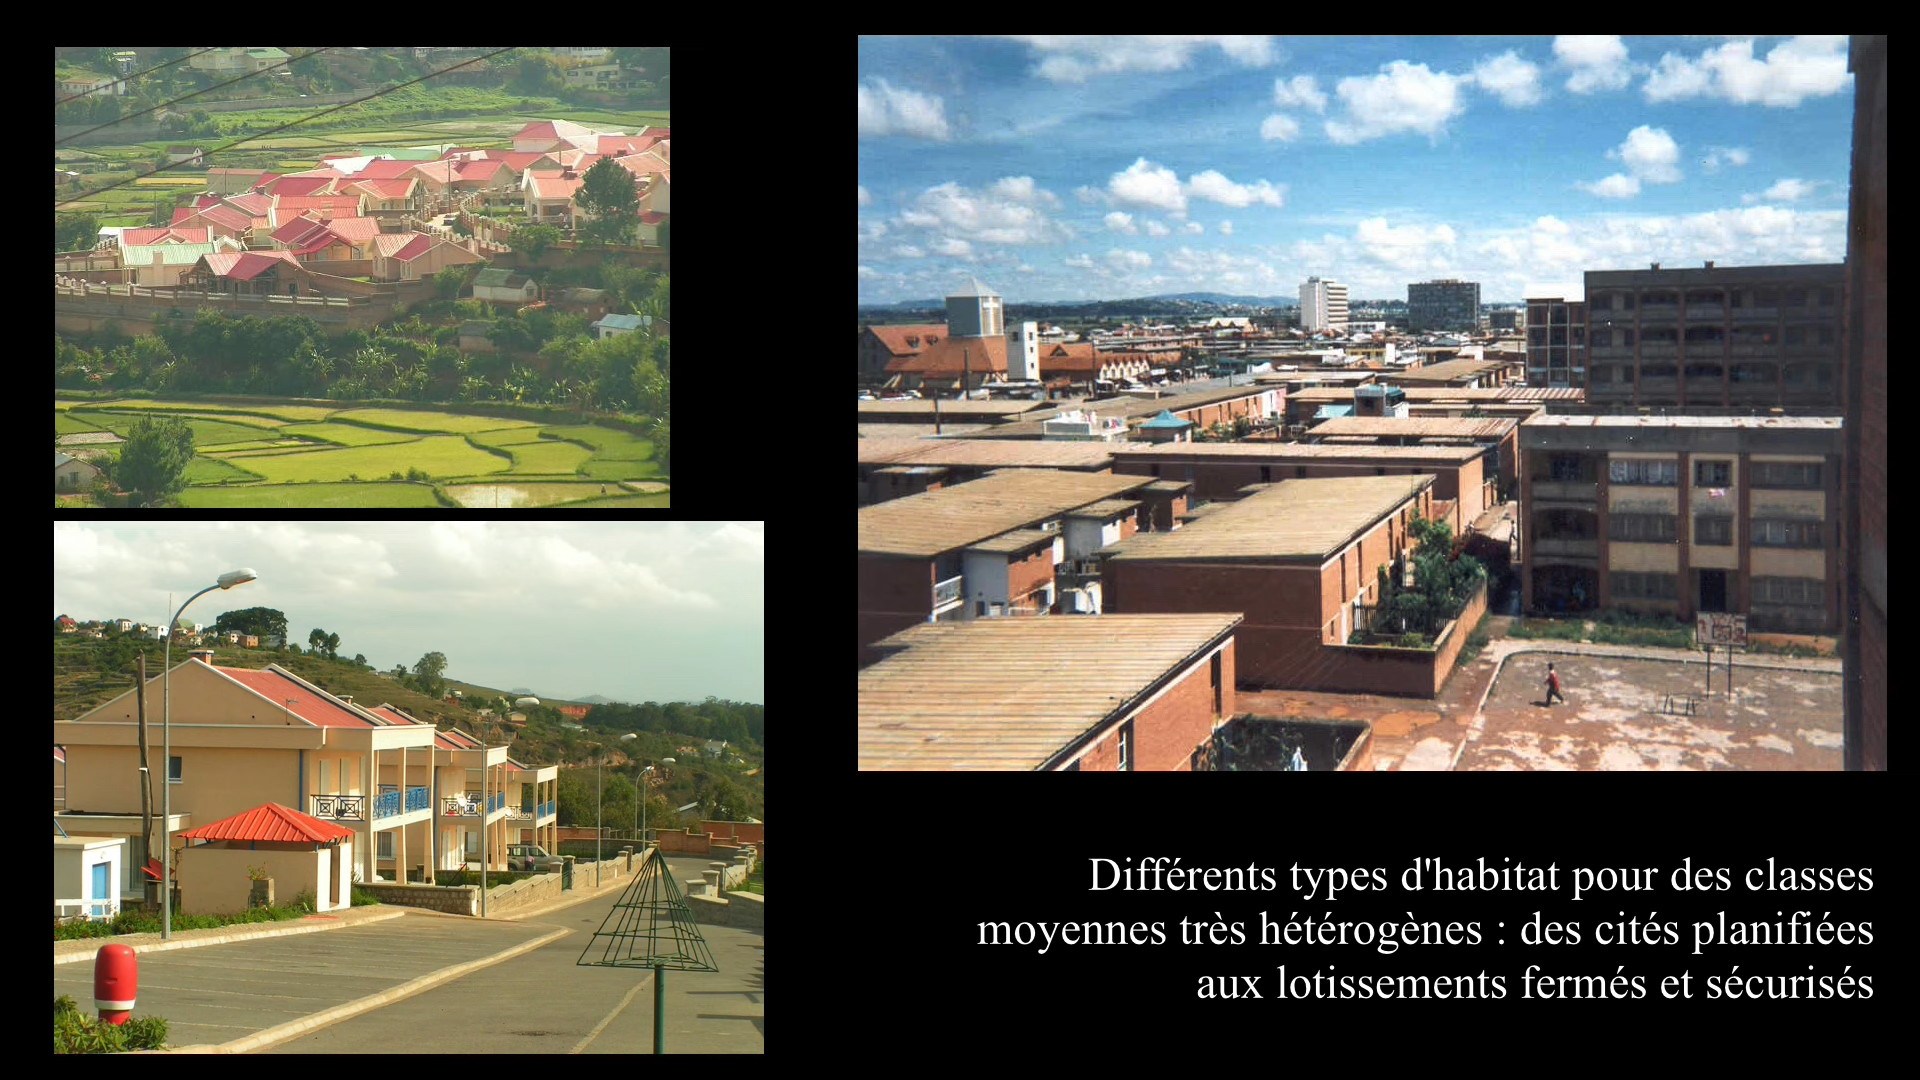 Différents types d'habitat pour des classes
moyennes très hétérogènes : des cités planifiées
aux lotissements fermés et sécurisés